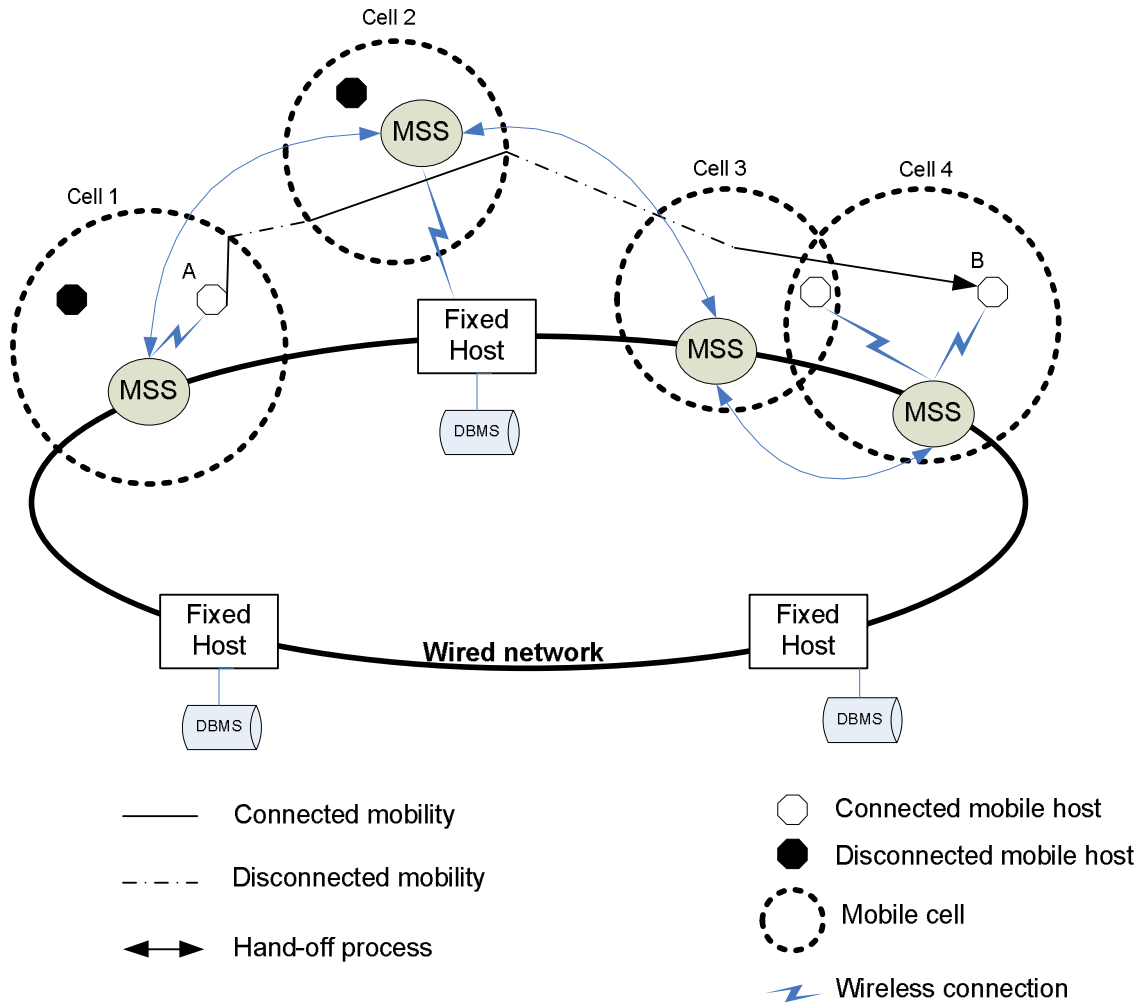 Cell 2
MSS
Cell 3
Cell 4
Cell 1
A
B
Fixed
Host
MSS
MSS
MSS
DBMS
Fixed
Host
Fixed
Host
Wired network
DBMS
DBMS
Connected mobility
Disconnected mobility
Hand-off process
Connected mobile host
Disconnected mobile host
Mobile cell
Wireless connection